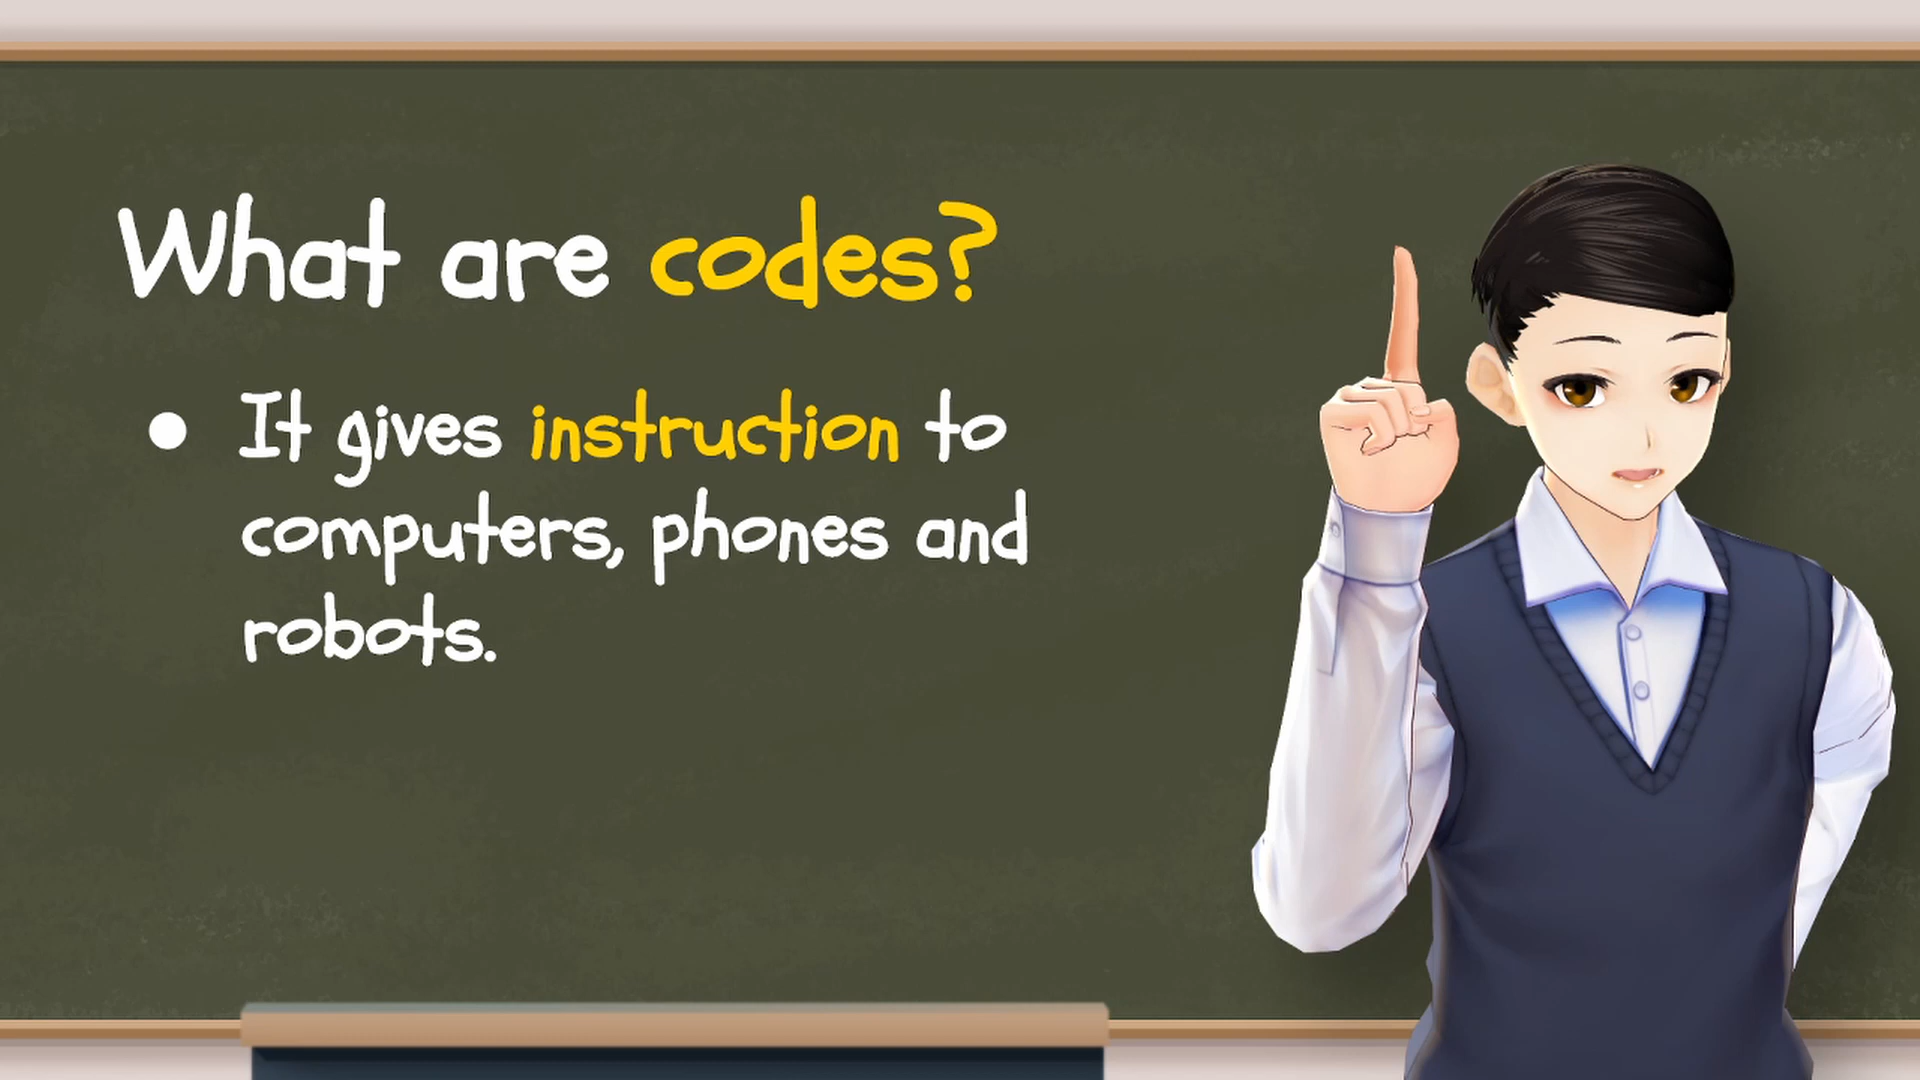 What are codes?
● It gives instruction to
computers, phones and
robots.